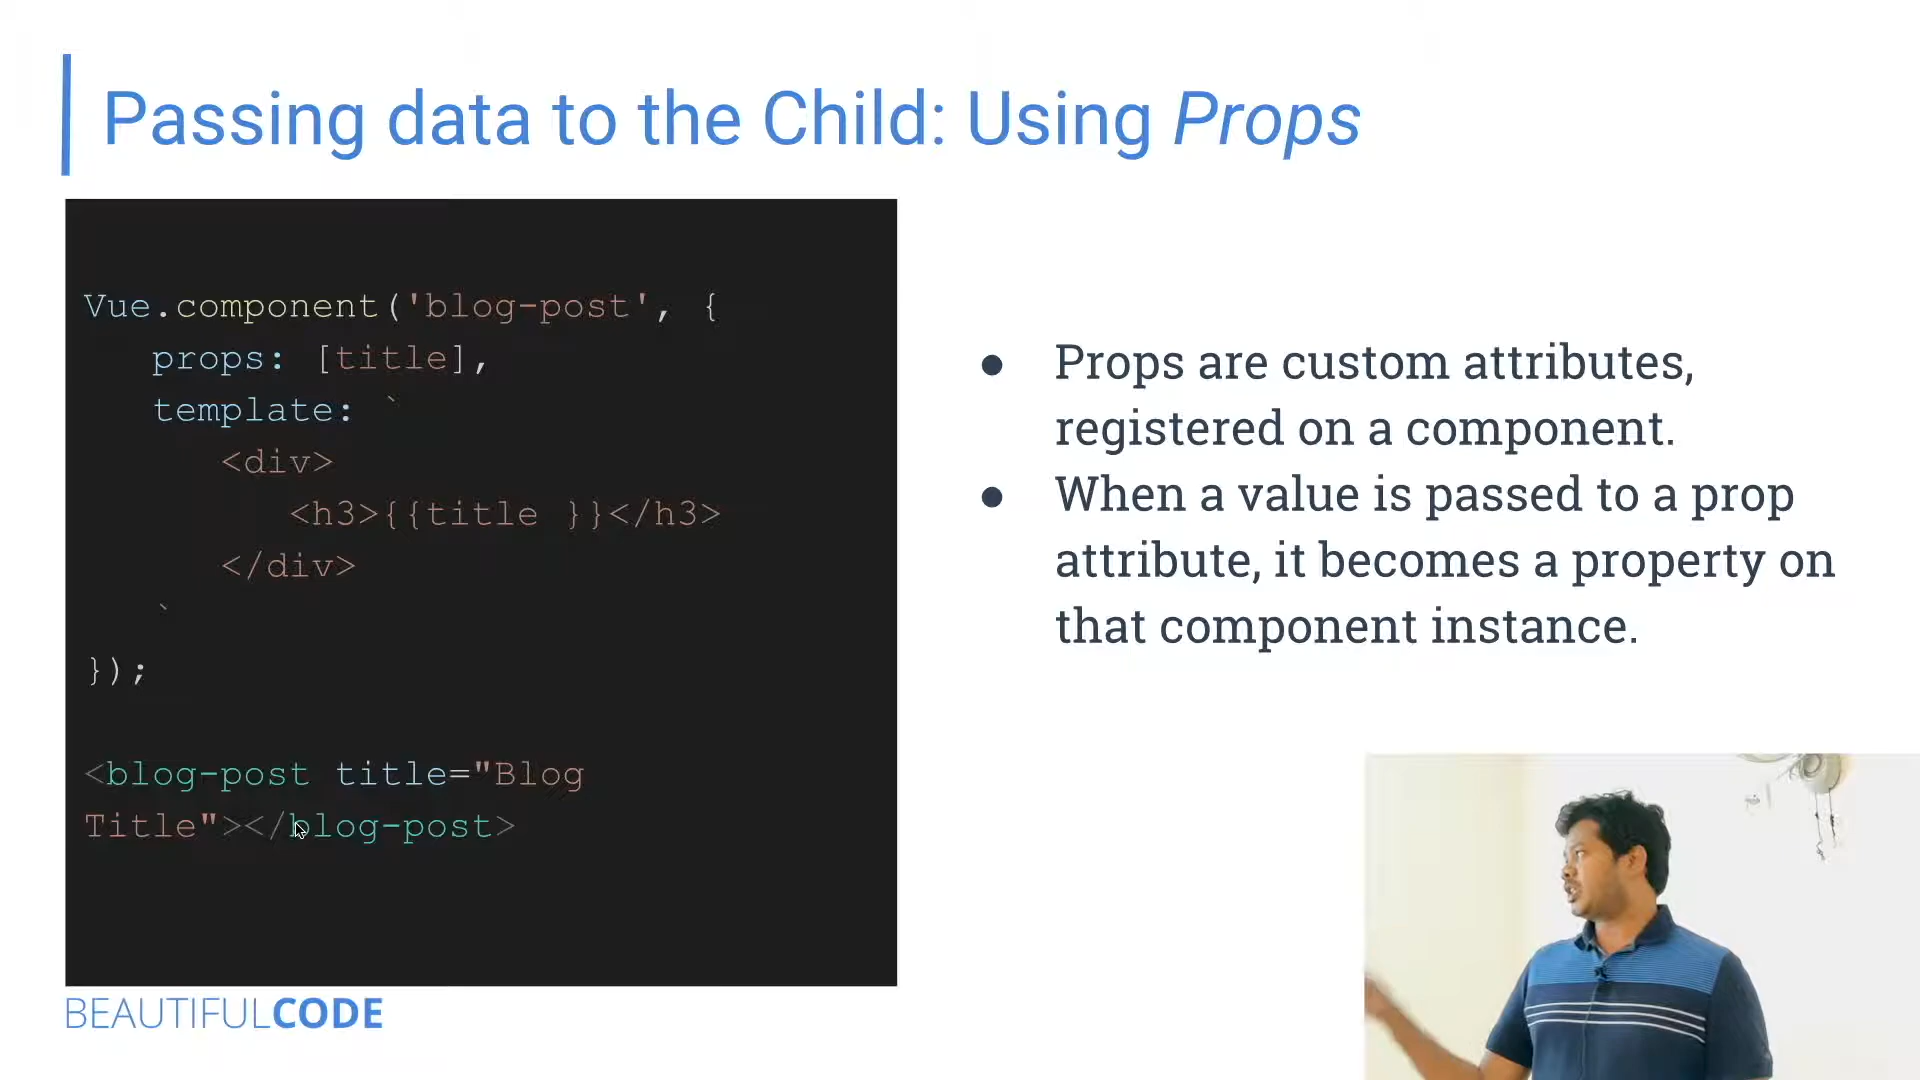 Passing data to the Child: Using Props
Vue.component('blog-post', {
props: [title],
template: `
<div>
<h3>{{title }}</h3>
</div>
`
});
<blog-post title="Blog
Title"></blog-post>
● Props are custom attributes,
registered on a component.
● When a value is passed to a prop
attribute, it becomes a property on
that component instance.
BEAUTIFULCODE